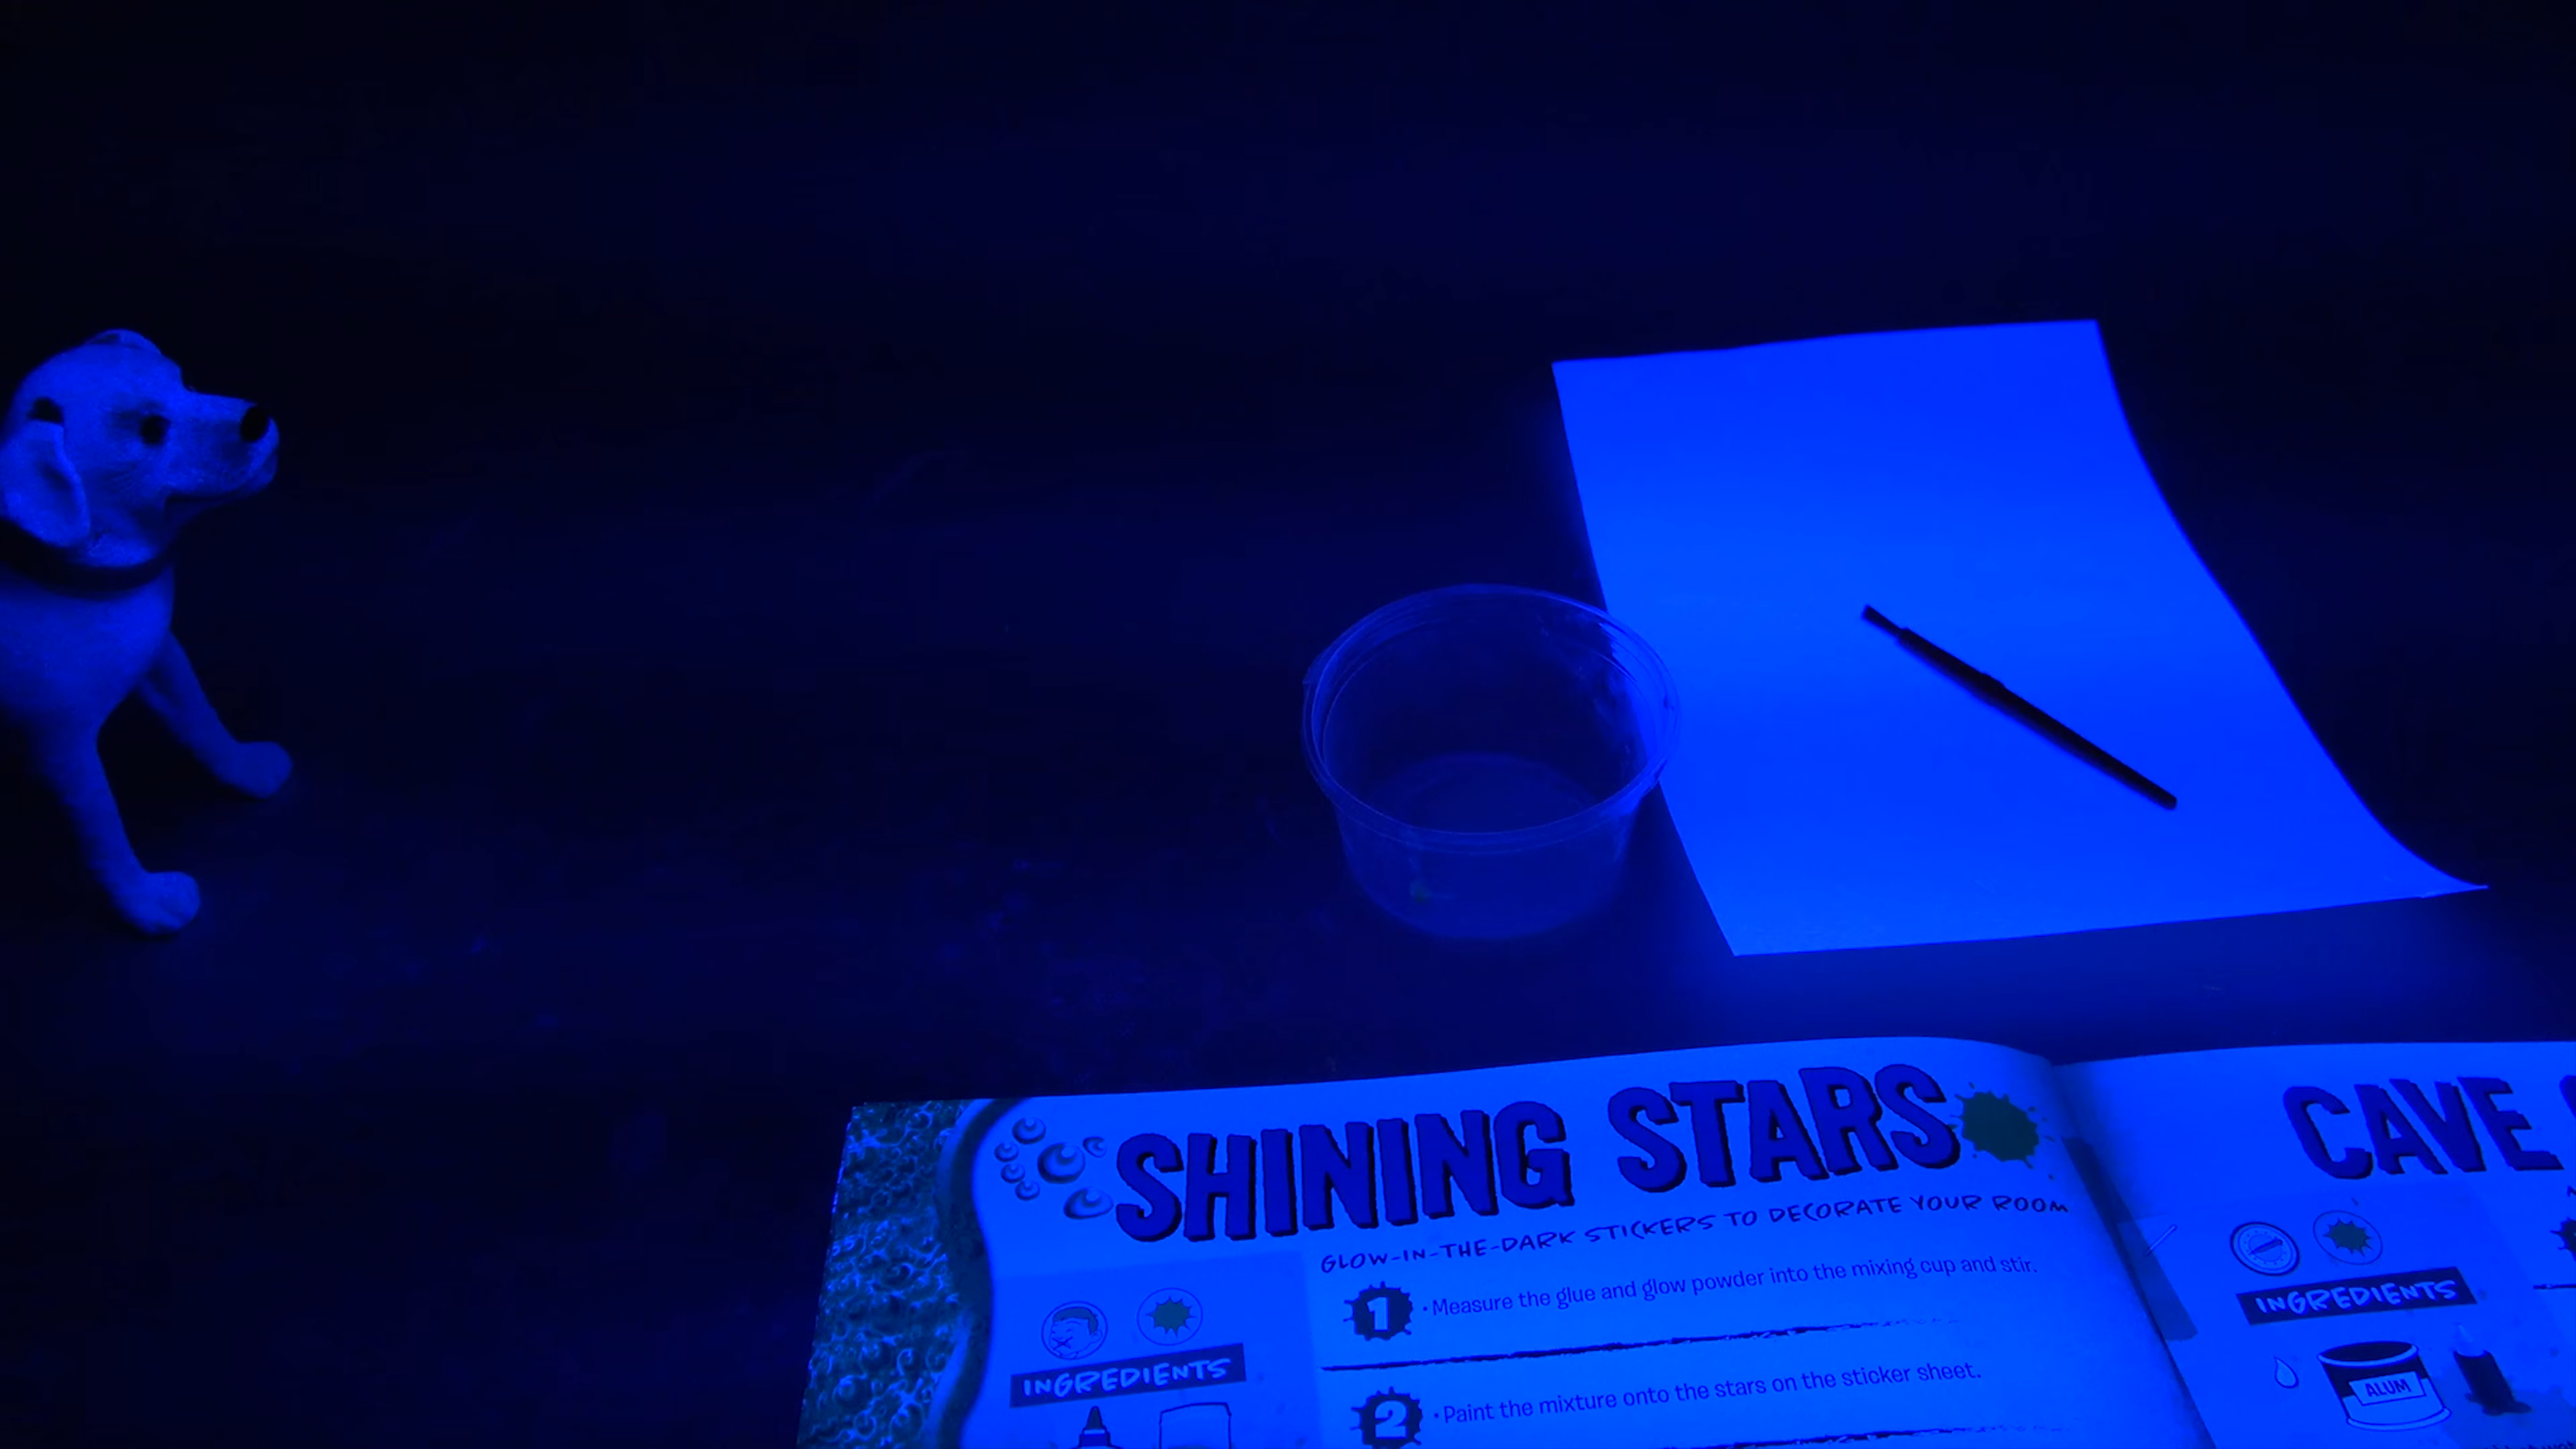 SHINING STARS
GLOW-IN-THE-DARK STICKERS TO DECORATE YOUR ROOM
1 • Measure the glue and glow powder into the mixing cup and stir.
INGREDIENTS
2 • Paint the mixture onto the stars on the sticker sheet.
CAVE
INGREDIENTS
ALUM